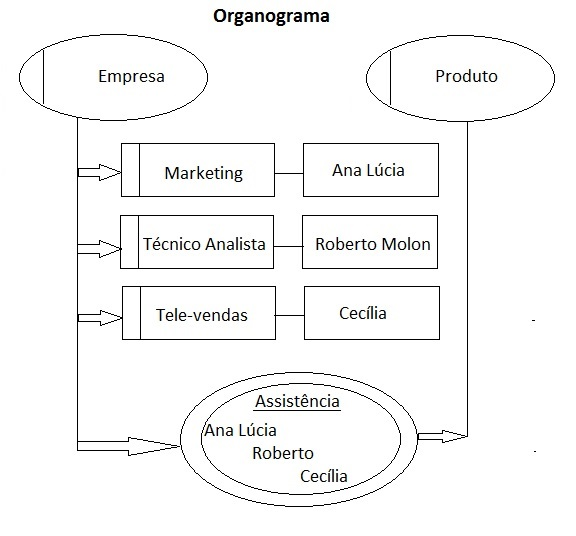 Organograma
Empresa
Produto
Marketing
Ana Lúcia
Técnico Analista
Roberto Molon
Tele-vendas
Cecília
Assistência
Ana Lúcia
Roberto
Cecília